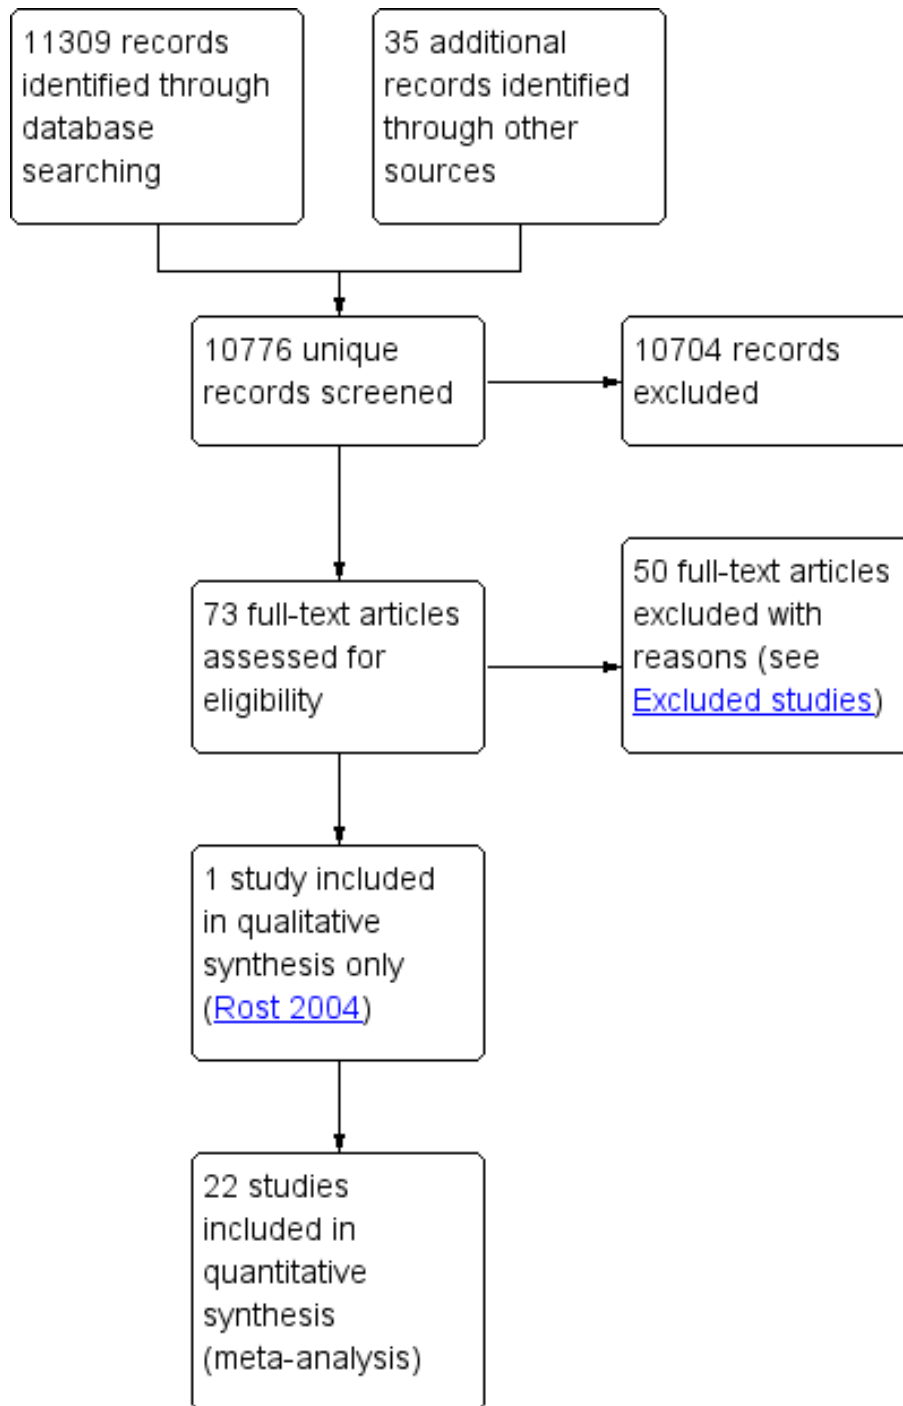 11309 records
identified through
database
searching
35 additional
records identified
through other
sources
10776 unique
records screened
10704 records
excluded
73 full-text articles
assessed for
eligibility
50 full-text articles
excluded with
reasons (see
Excluded studies)
1 study included
in qualitative
synthesis only
(Rost 2004)
22 studies
included in
quantitative
synthesis
(meta-analysis)